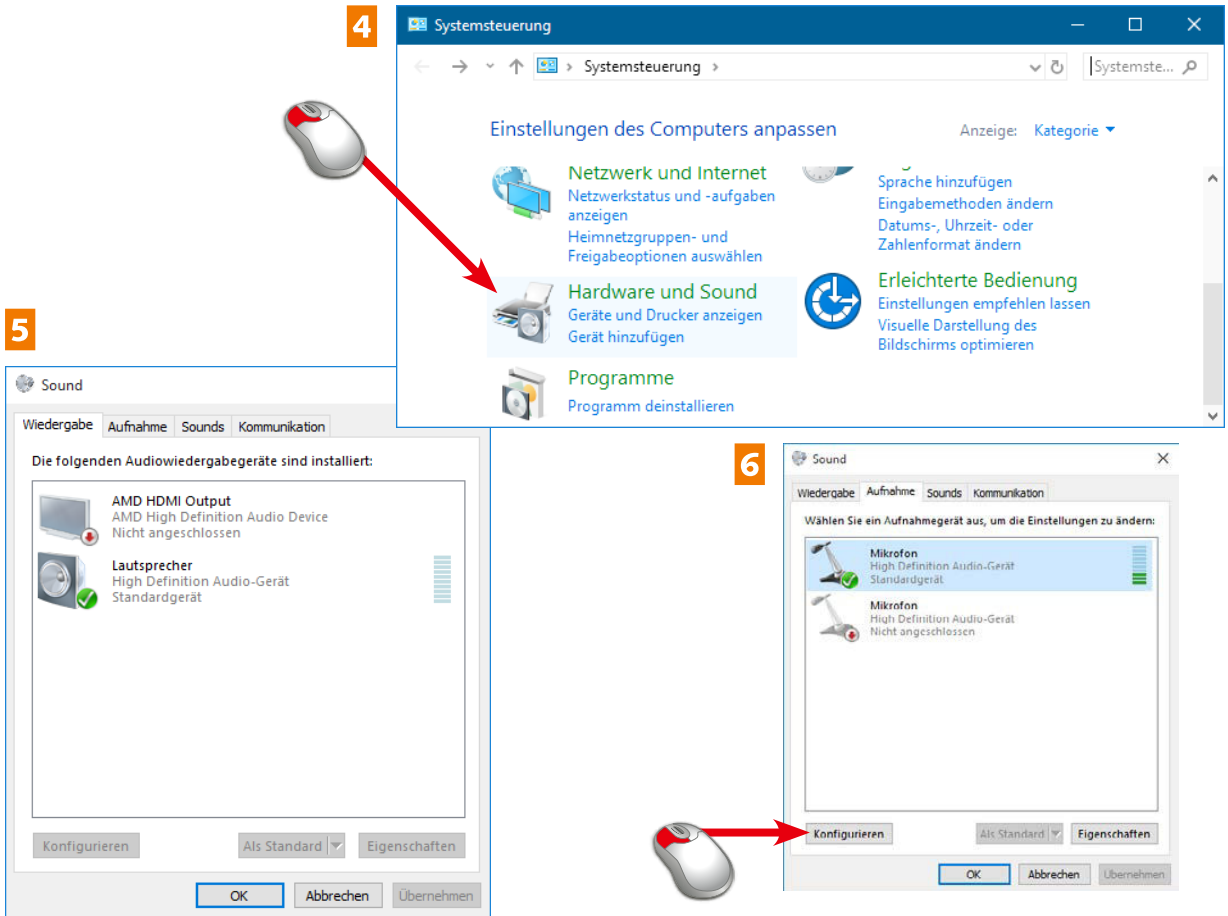 4
Systemsteuerung
Systemsteuerung
Systemste...
Einstellungen des Computers anpassen
Anzeige: Kategorie
Netzwerk und Internet
Netzwerkstatus und -aufgaben
anzeigen
Heimnetzgruppen- und
Freigabeoptionen auswählen
Hardware und Sound
Geräte und Drucker anzeigen
Gerät hinzufügen
Programme
Programm deinstallieren
Sprache hinzufügen
Eingabemethoden ändern
Datums-, Uhrzeit- oder
Zahlenformat ändern
Erleichterte Bedienung
Einstellungen empfehlen lassen
Visuelle Darstellung des
Bildschirms optimieren
5
Sound
Wiedergabe Aufnahme Sounds Kommunikation
Die folgenden Audiowiedergabegeräte sind installiert:
AMD HDMI Output
AMD High Definition Audio Device
Nicht angeschlossen
Lautsprecher
High Definition Audio-Gerät
Standardgerät
Konfigurieren Als Standard Eigenschaften
OK Abbrechen Übernehmen
6
Sound
Wiedergabe Aufnahme Sounds Kommunikation
Wählen Sie ein Aufnahmegerät aus, um die Einstellungen zu ändern:
Mikrofon
High Definition Audio-Gerät
Standardgerät
Mikrofon
High Definition Audio-Gerät
Nicht angeschlossen
Konfigurieren Als Standard Eigenschaften
OK Abbrechen Übernehmen